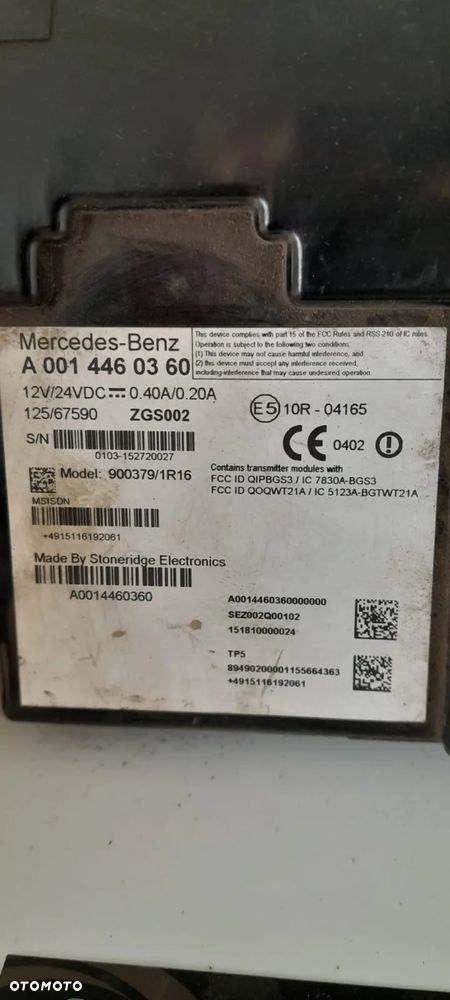 Mercedes-Benz
A 001 446 03 60
This device complies with part 15 of the FCC Rules and RSS-210 of IC rules.
Operation is subject to the following two conditions:
(1) This device may not cause harmful interference, and
(2) this device must accept any interference received,
including interference that may cause undesired operation.
12V/24VDC 0.40A/0.20A
125/67590 ZGS002
E5 10R - 04165
S/N
0103-152720027
CE 0402
Model: 900379/1R16
Contains transmitter modules with
FCC ID QIPBGS3 / IC 7830A-BGS3
FCC ID QOQWT21A / IC 5123A-BGTWT21A
MSISDN
+4915116192061
Made By Stoneridge Electronics
A0014460360
A0014460360000000
SEZ002Q00102
151810000024
TP5
89490200001155664363
+4915116192061
OTOMOTO